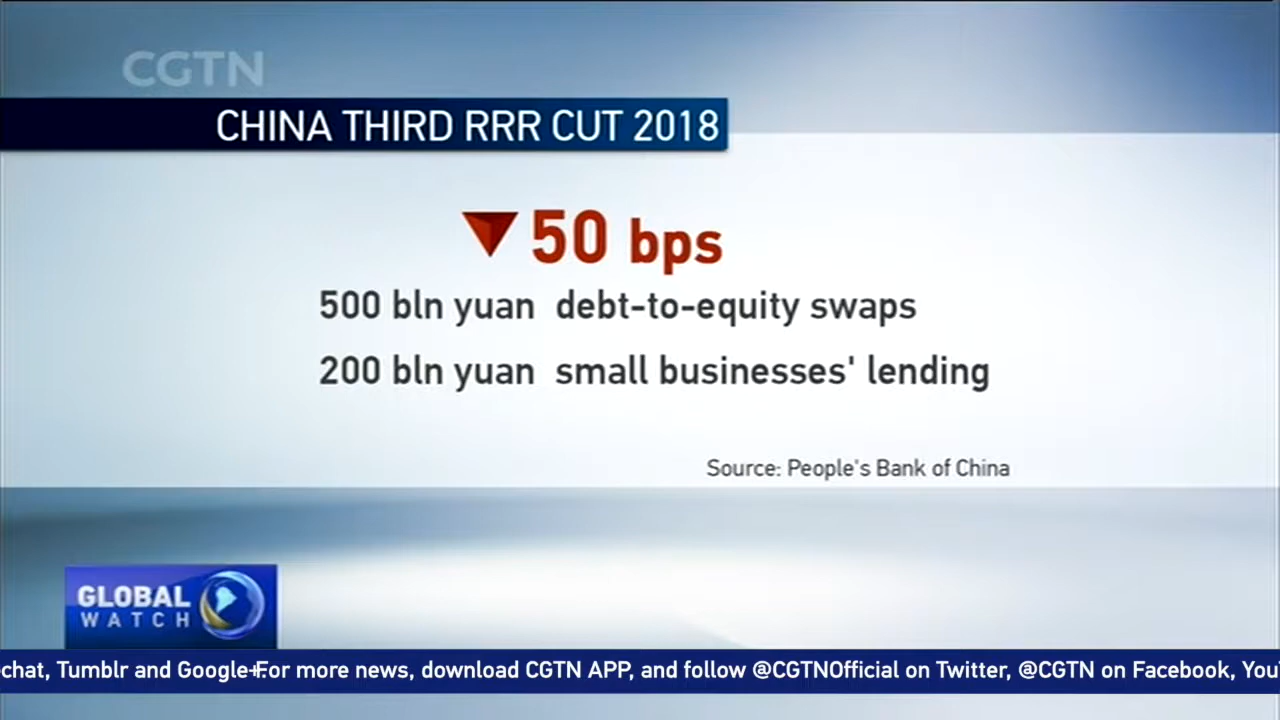 CGTN
CHINA THIRD RRR CUT 2018
50 bps
500 bln yuan debt-to-equity swaps
200 bln yuan small businesses' lending
Source: People's Bank of China
GLOBAL
WATCH
chat, Tumblr and Google+.For more news, download CGTN APP, and follow @CGTNOfficial on Twitter, @CGTN on Facebook, You